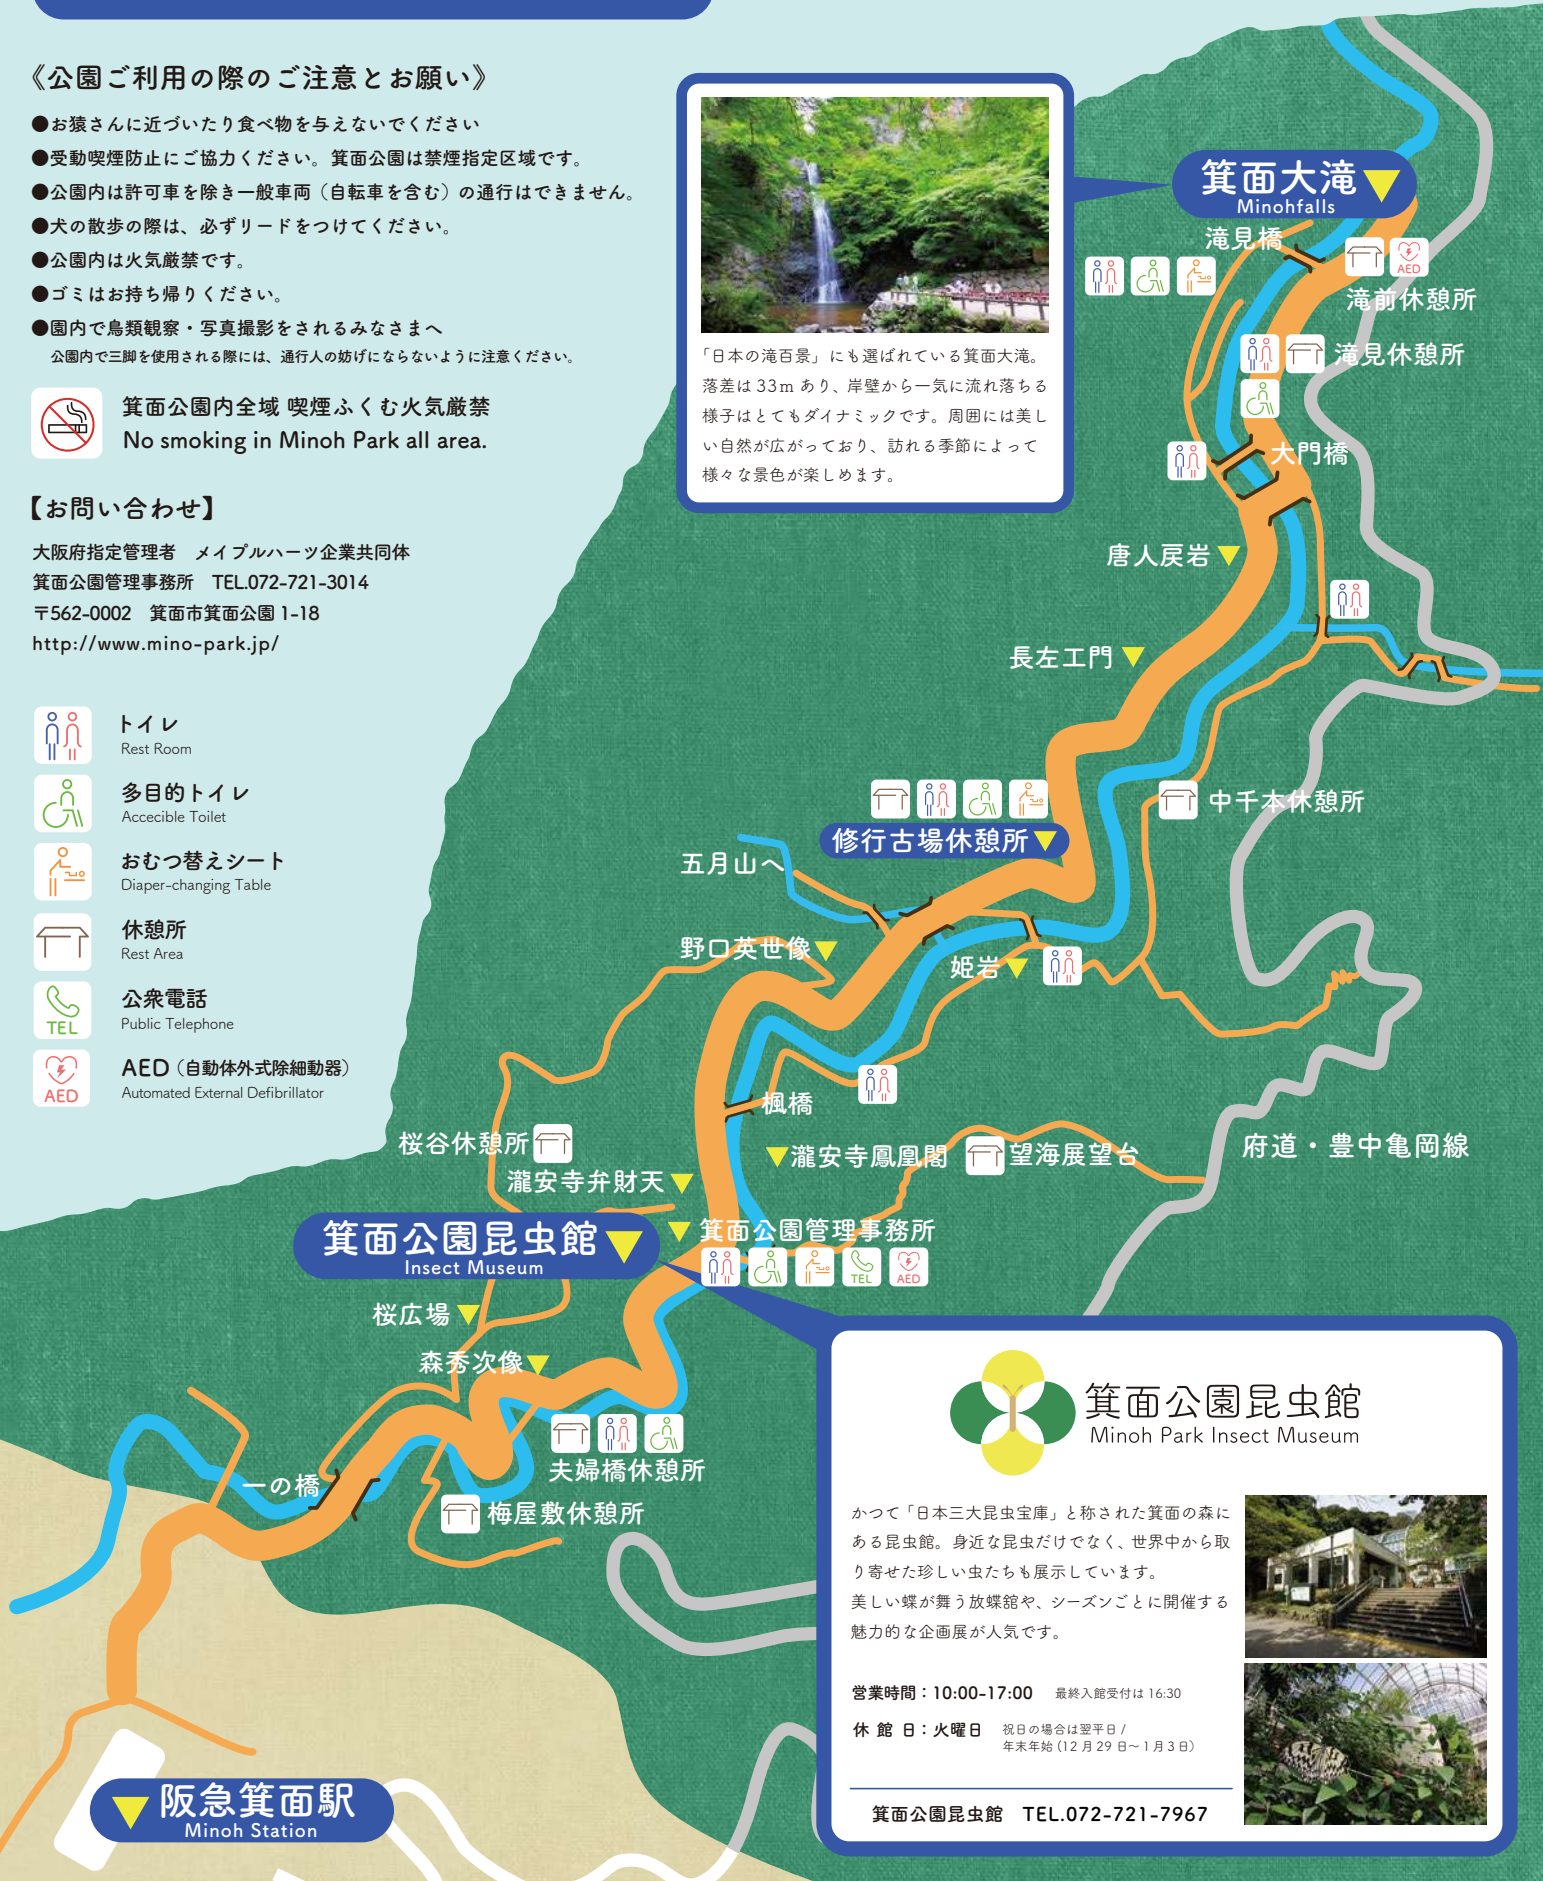 《公園ご利用の際のご注意とお願い》
●お猿さんに近づいたり食べ物を与えないでください
●受動喫煙防止にご協力ください。箕面公園は禁煙指定区域です。
●公園内は許可車を除き一般車両（自転車を含む）の通行はできません。
●犬の散歩の際は、必ずリードをつけてください。
●公園内は火気厳禁です。
●ゴミはお持ち帰りください。
●園内で鳥類観察・写真撮影をされるみなさまへ
公園内で三脚を使用される際には、通行人の妨げにならないように注意ください。
箕面公園内全域 喫煙ふくむ火気厳禁
No smoking in Minoh Park all area.
【お問い合わせ】
大阪府指定管理者　メイプルハーツ企業共同体
箕面公園管理事務所　TEL.072-721-3014
〒562-0002　箕面市箕面公園 1-18
http://www.mino-park.jp/
トイレ
Rest Room
多目的トイレ
Accecible Toilet
おむつ替えシート
Diaper-changing Table
休憩所
Rest Area
TEL
公衆電話
Public Telephone
AED
AED（自動体外式除細動器）
Automated External Defibrillator
「日本の滝百景」にも選ばれている箕面大滝。
落差は 33m あり、岸壁から一気に流れ落ちる
様子はとてもダイナミックです。周囲には美し
い自然が広がっており、訪れる季節によって
様々な景色が楽しめます。
箕面大滝
Minohfalls
滝見橋
AED
滝前休憩所
滝見休憩所
大門橋
唐人戻岩
長左エ門
中千本休憩所
修行古場休憩所
五月山へ
野口英世像
姫岩
楓橋
桜谷休憩所
瀧安寺鳳凰閣
望海展望台
府道・豊中亀岡線
瀧安寺弁財天
箕面公園昆虫館
Insect Museum
箕面公園管理事務所
TEL
AED
桜広場
森秀次像
夫婦橋休憩所
一の橋
梅屋敷休憩所
阪急箕面駅
Minoh Station
箕面公園昆虫館
Minoh Park Insect Museum
かつて「日本三大昆虫宝庫」と称された箕面の森に
ある昆虫館。身近な昆虫だけでなく、世界中から取
り寄せた珍しい虫たちも展示しています。
美しい蝶が舞う放蝶館や、シーズンごとに開催する
魅力的な企画展が人気です。
営業時間：10:00-17:00　最終入館受付は 16:30
休 館 日：火曜日　祝日の場合は翌平日 /
年末年始 (12 月 29 日〜 1 月 3 日)
箕面公園昆虫館　TEL.072-721-7967